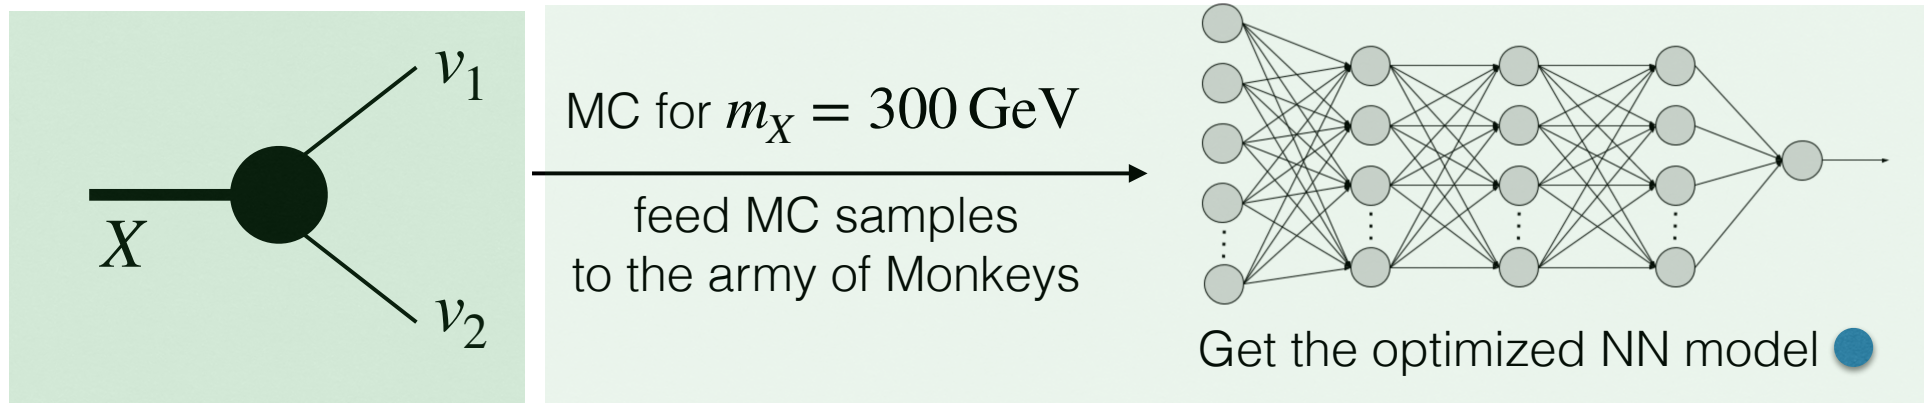 X
v₁
v₂
MC for m_X = 300 GeV
feed MC samples
to the army of Monkeys
Get the optimized NN model